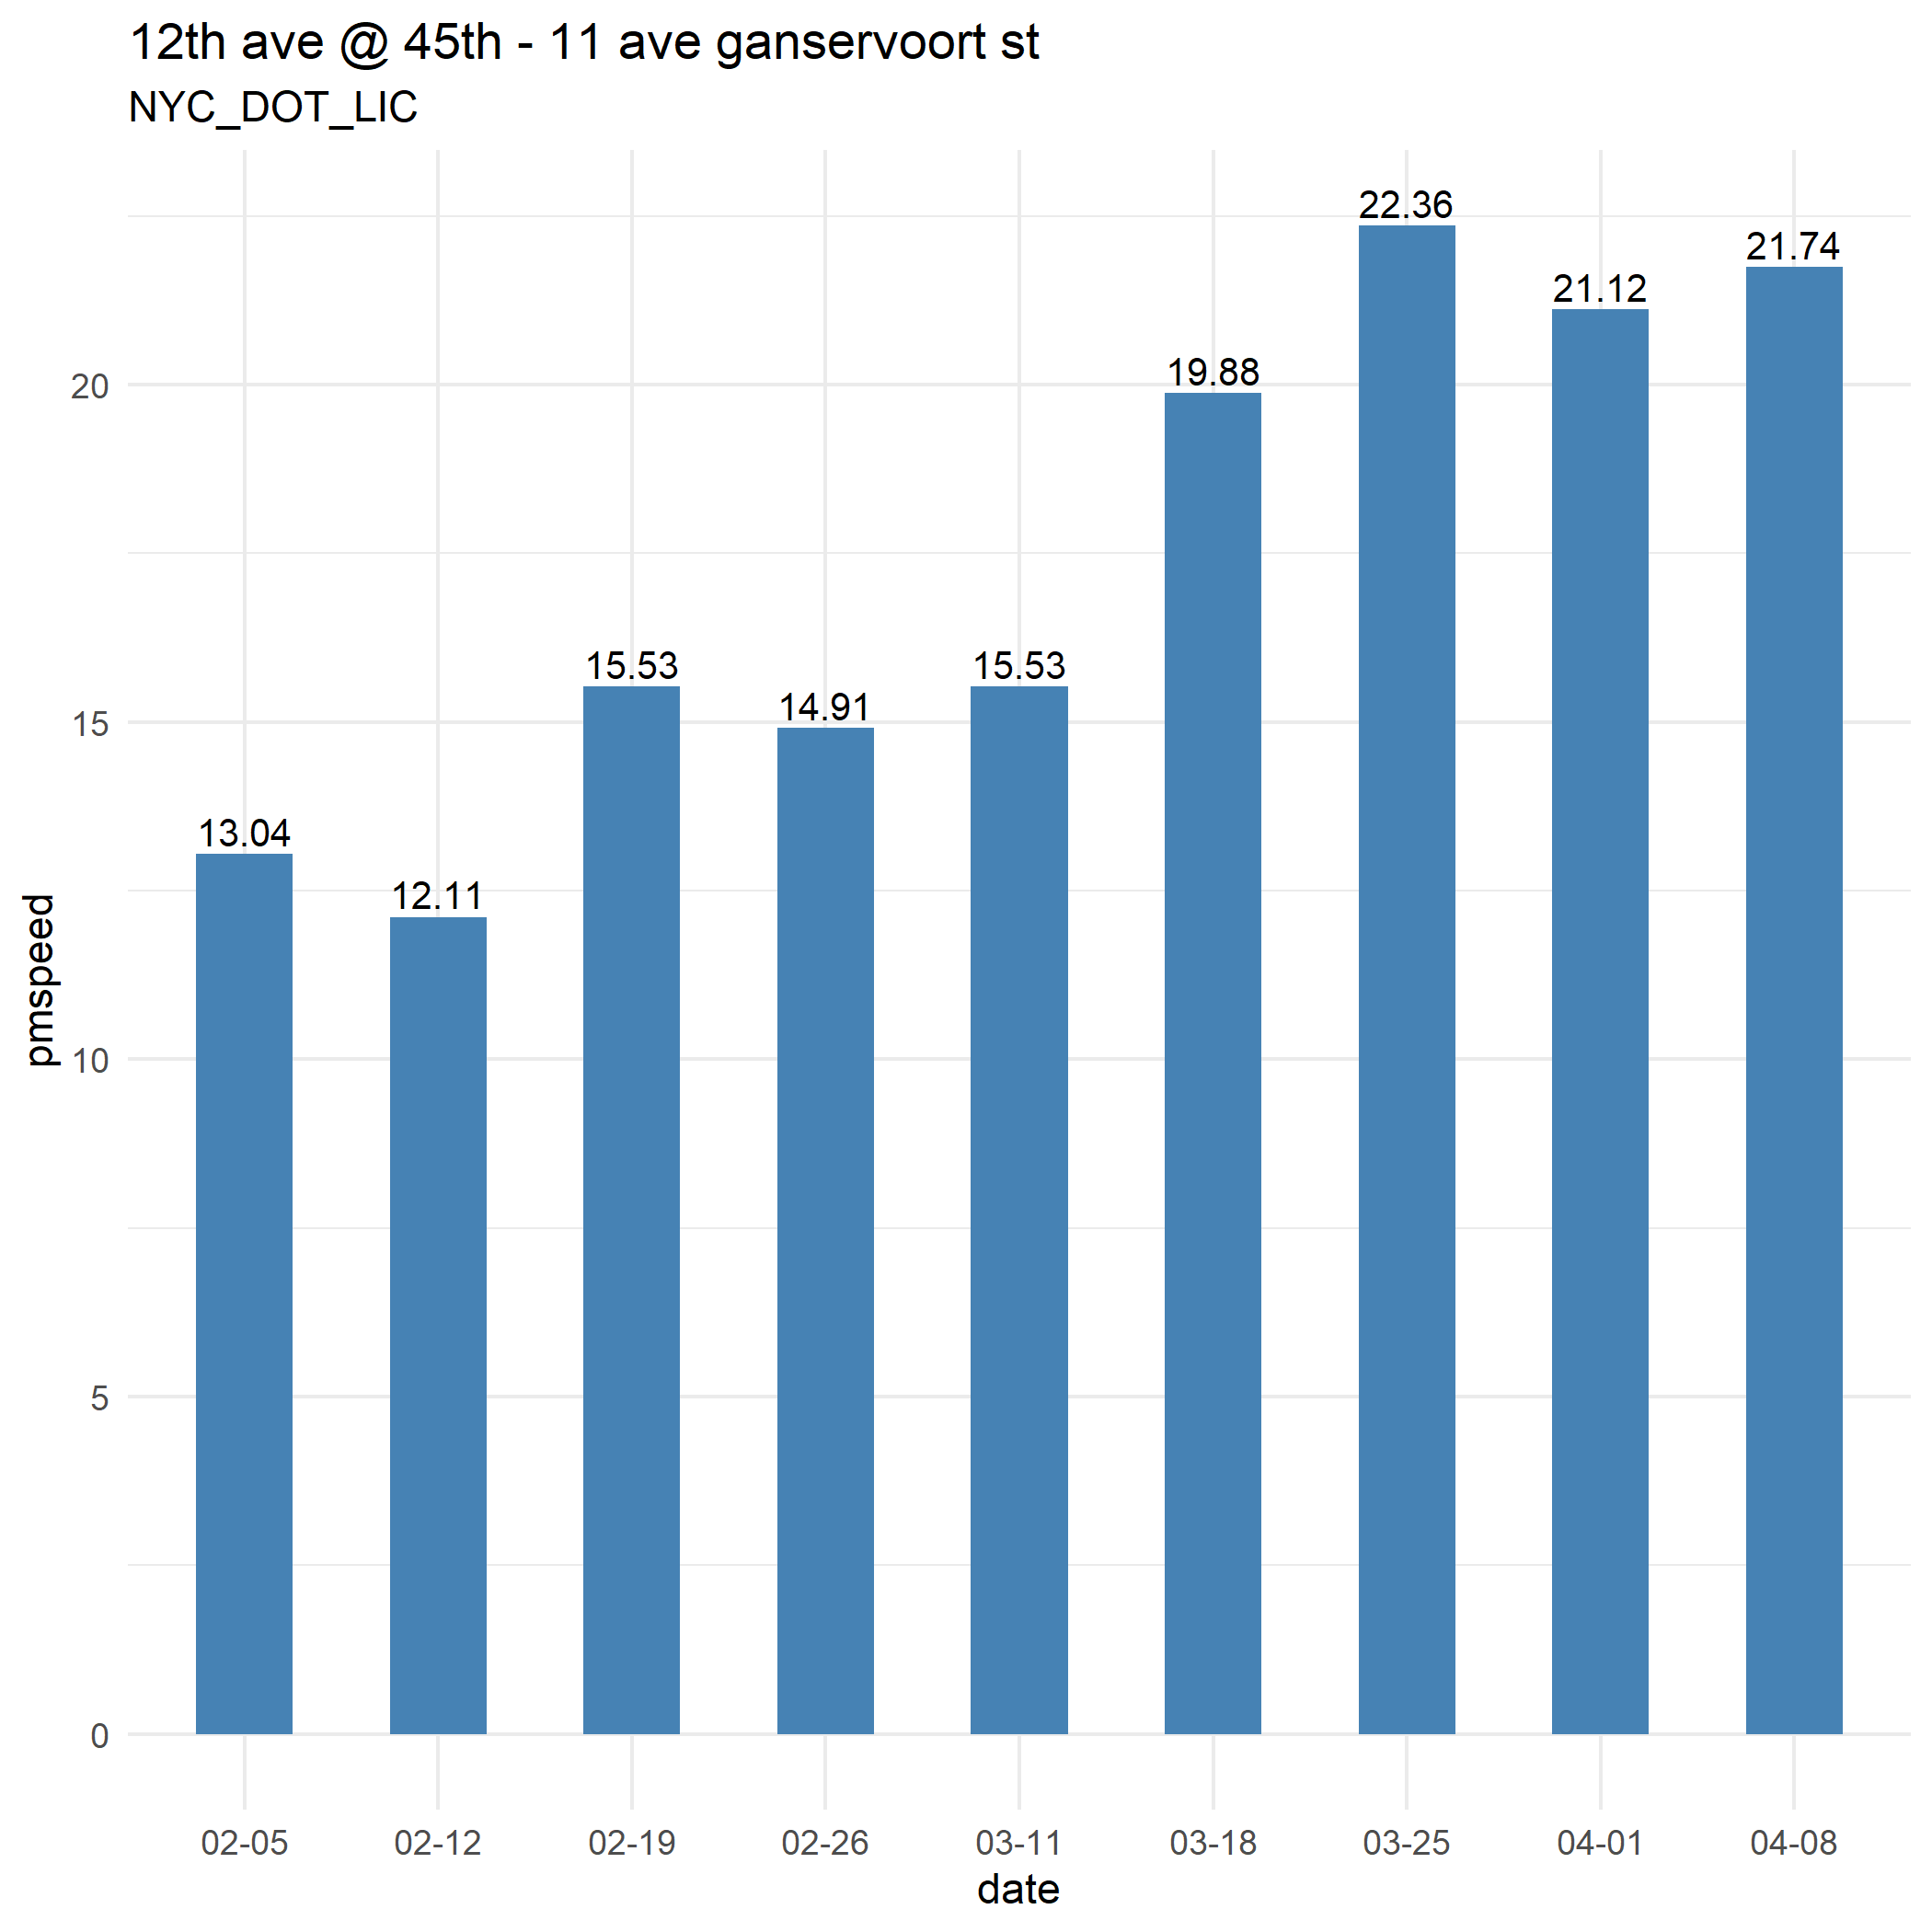 12th ave @ 45th - 11 ave ganservoort st
NYC_DOT_LIC
22.36
21.74
21.12
19.88
15.53
14.91
15.53
13.04
12.11
20
15
10
5
0
pmspeed
02-05 02-12 02-19 02-26 03-11 03-18 03-25 04-01 04-08
date